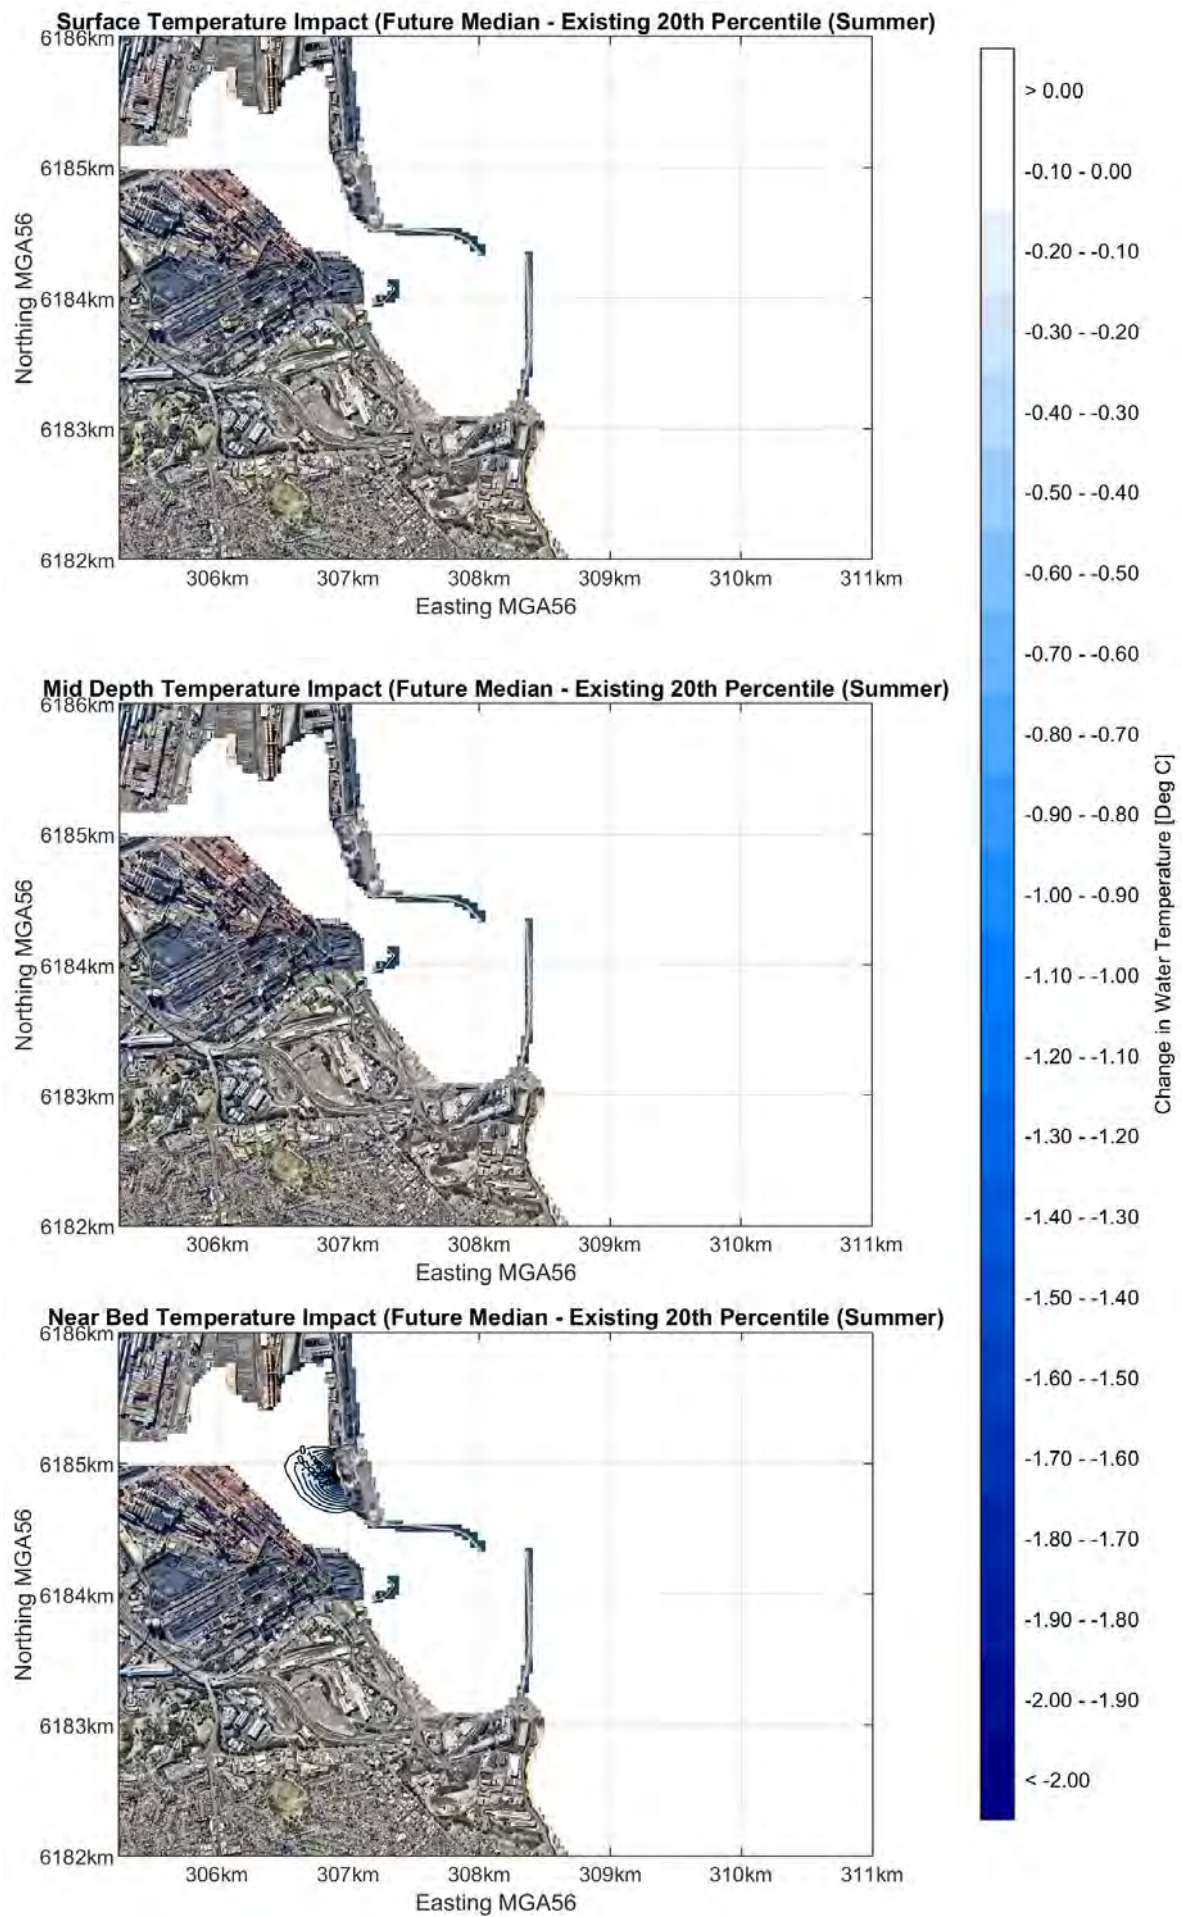 Surface Temperature Impact (Future Median - Existing 20th Percentile (Summer)
6186km
6185km
6184km
6183km
6182km
Northing MGA56
306km 307km 308km 309km 310km 311km
Easting MGA56
Mid Depth Temperature Impact (Future Median - Existing 20th Percentile (Summer)
6186km
6185km
6184km
6183km
6182km
Northing MGA56
306km 307km 308km 309km 310km 311km
Easting MGA56
Near Bed Temperature Impact (Future Median - Existing 20th Percentile (Summer)
6186km
6185km
6184km
6183km
6182km
Northing MGA56
306km 307km 308km 309km 310km 311km
Easting MGA56
> 0.00
-0.10 - 0.00
-0.20 - -0.10
-0.30 - -0.20
-0.40 - -0.30
-0.50 - -0.40
-0.60 - -0.50
-0.70 - -0.60
-0.80 - -0.70
-0.90 - -0.80
-1.00 - -0.90
-1.10 - -1.00
-1.20 - -1.10
-1.30 - -1.20
-1.40 - -1.30
-1.50 - -1.40
-1.60 - -1.50
-1.70 - -1.60
-1.80 - -1.70
-1.90 - -1.80
-2.00 - -1.90
< -2.00
Change in Water Temperature [Deg C]